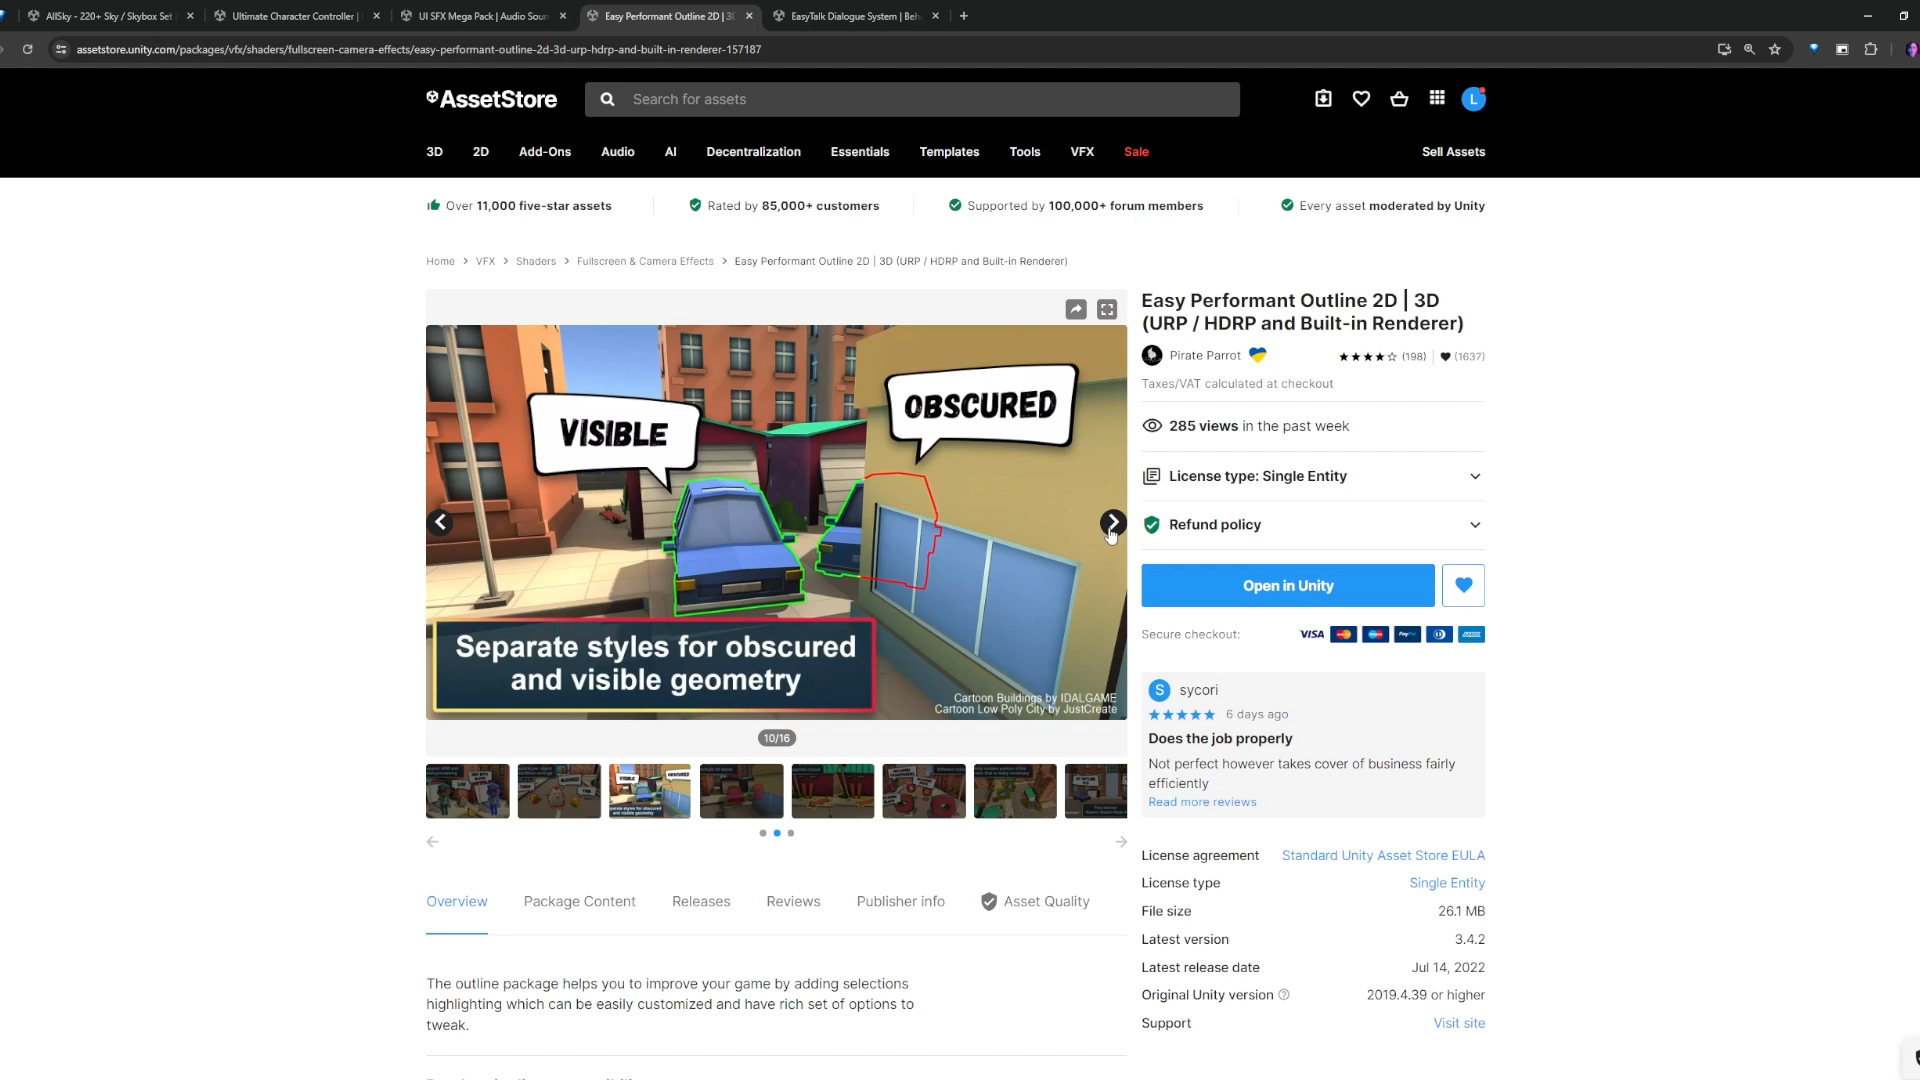 AllSky - 220+ Sky / Skybox Set
Ultimate Character Controller |
UI SFX Mega Pack | Audio Soun
Easy Performant Outline 2D | 3
EasyTalk Dialogue System | Beh
assetstore.unity.com/packages/vfx/shaders/fullscreen-camera-effects/easy-performant-outline-2d-3d-urp-hdrp-and-built-in-renderer-157187
AssetStore
Search for assets
L
3D 2D Add-Ons Audio AI Decentralization Essentials Templates Tools VFX Sale Sell Assets
Over 11,000 five-star assets
Rated by 85,000+ customers
Supported by 100,000+ forum members
Every asset moderated by Unity
Home > VFX > Shaders > Fullscreen & Camera Effects > Easy Performant Outline 2D | 3D (URP / HDRP and Built-in Renderer)
VISIBLE
OBSCURED
Separate styles for obscured
and visible geometry
Cartoon Buildings by IDALGAME
Cartoon Low Poly City by JustCreate
10/16
Easy Performant Outline 2D | 3D
(URP / HDRP and Built-in Renderer)
Pirate Parrot
(198)
(1637)
Taxes/VAT calculated at checkout
285 views in the past week
License type: Single Entity
Refund policy
Open in Unity
Secure checkout:
VISA
PayPal
AMEX
S
sycori
6 days ago
Does the job properly
Not perfect however takes cover of business fairly
efficiently
Read more reviews
License agreement Standard Unity Asset Store EULA
License type Single Entity
File size 26.1 MB
Latest version 3.4.2
Latest release date Jul 14, 2022
Original Unity version 2019.4.39 or higher
Support Visit site
Overview Package Content Releases Reviews Publisher info Asset Quality
The outline package helps you to improve your game by adding selections
highlighting which can be easily customized and have rich set of options to
tweak.